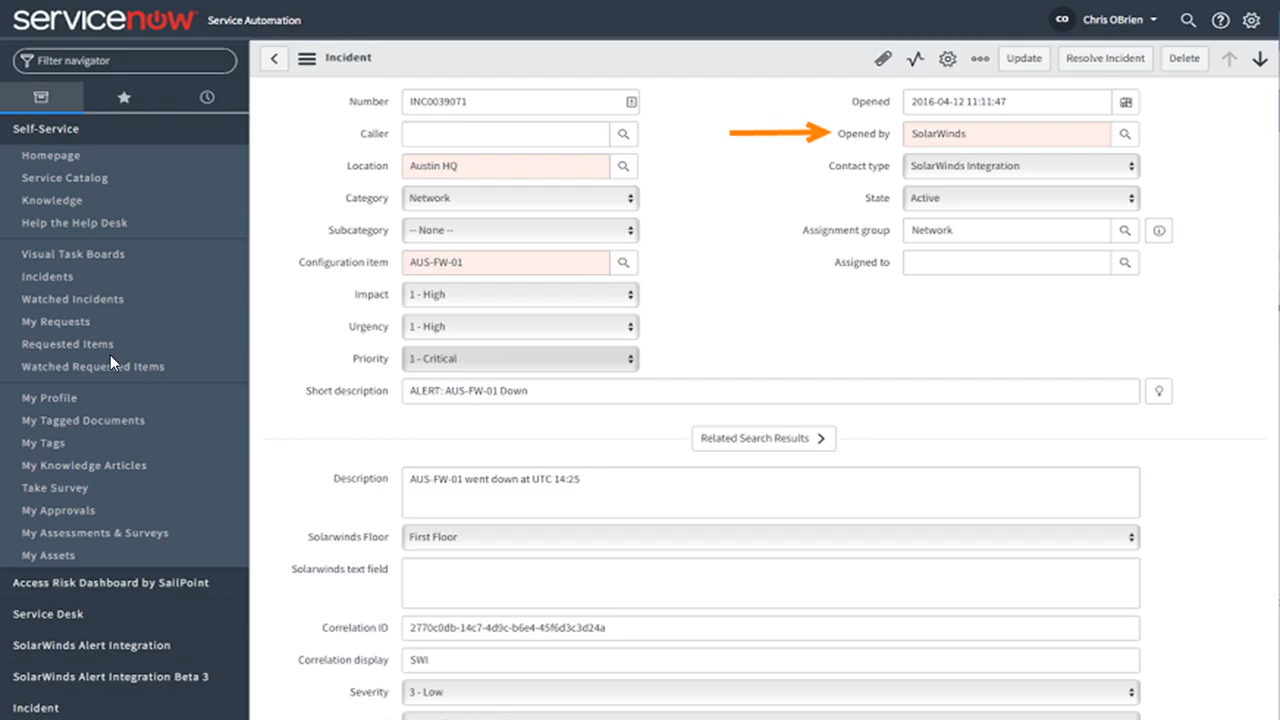 servicenow Service Automation
CO Chris OBrien
Filter navigator
Self-Service
Homepage
Service Catalog
Knowledge
Help the Help Desk
Visual Task Boards
Incidents
Watched Incidents
My Requests
Requested Items
Watched Requested Items
My Profile
My Tagged Documents
My Tags
My Knowledge Articles
Take Survey
My Approvals
My Assessments & Surveys
My Assets
Access Risk Dashboard by SailPoint
Service Desk
SolarWinds Alert Integration
SolarWinds Alert Integration Beta 3
Incident
Incident
Update Resolve Incident Delete
Number INC0039071
Caller
Location Austin HQ
Category Network
Subcategory -- None --
Configuration item AUS-FW-01
Impact 1 - High
Urgency 1 - High
Priority 1 - Critical
Opened 2016-04-12 11:11:47
Opened by SolarWinds
Contact type SolarWinds Integration
State Active
Assignment group Network
Assigned to
Short description ALERT: AUS-FW-01 Down
Related Search Results
Description AUS-FW-01 went down at UTC 14:25
Solarwinds Floor First Floor
Solarwinds text field
Correlation ID 2770c0db-14c7-4d9c-b6e4-45f6d3c3d24a
Correlation display SWI
Severity 3 - Low